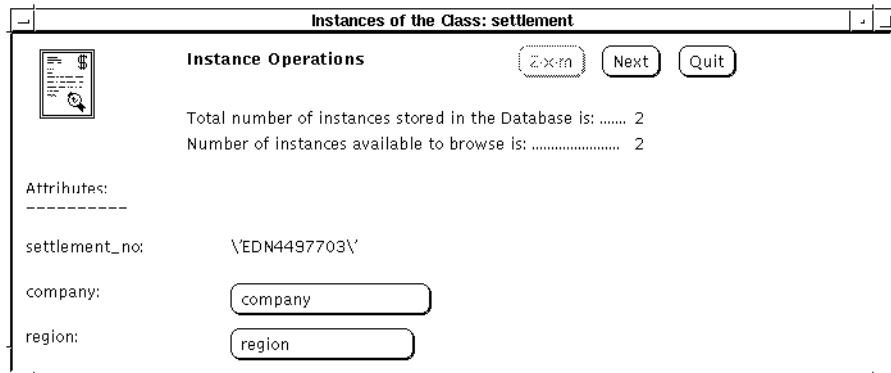 Instances of the Class: settlement
$
Instance Operations
Next
Quit
Total number of instances stored in the Database is: ....... 2
Number of instances available to browse is: ...................... 2
Attributes:
----------
settlement_no: \'EDN4497703\'
company: company
region: region